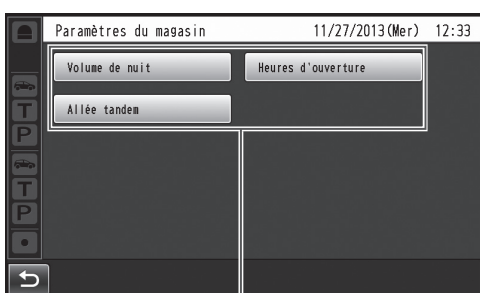 Paramètres du magasin 11/27/2013(Mer) 12:33
Volume de nuit Heures d'ouverture
Allée tandem
T
P
T
P